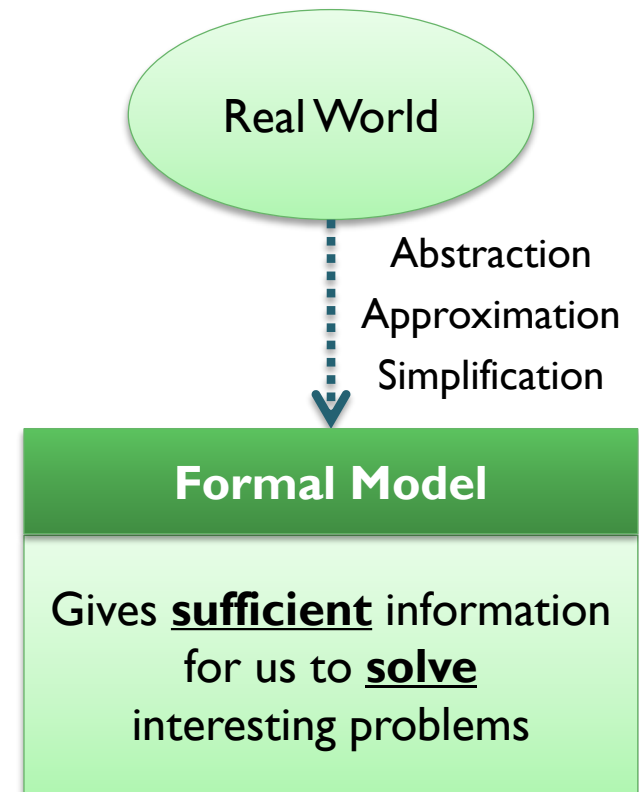 Real World
Abstraction
Approximation
Simplification
Formal Model
Gives sufficient information
for us to solve
interesting problems